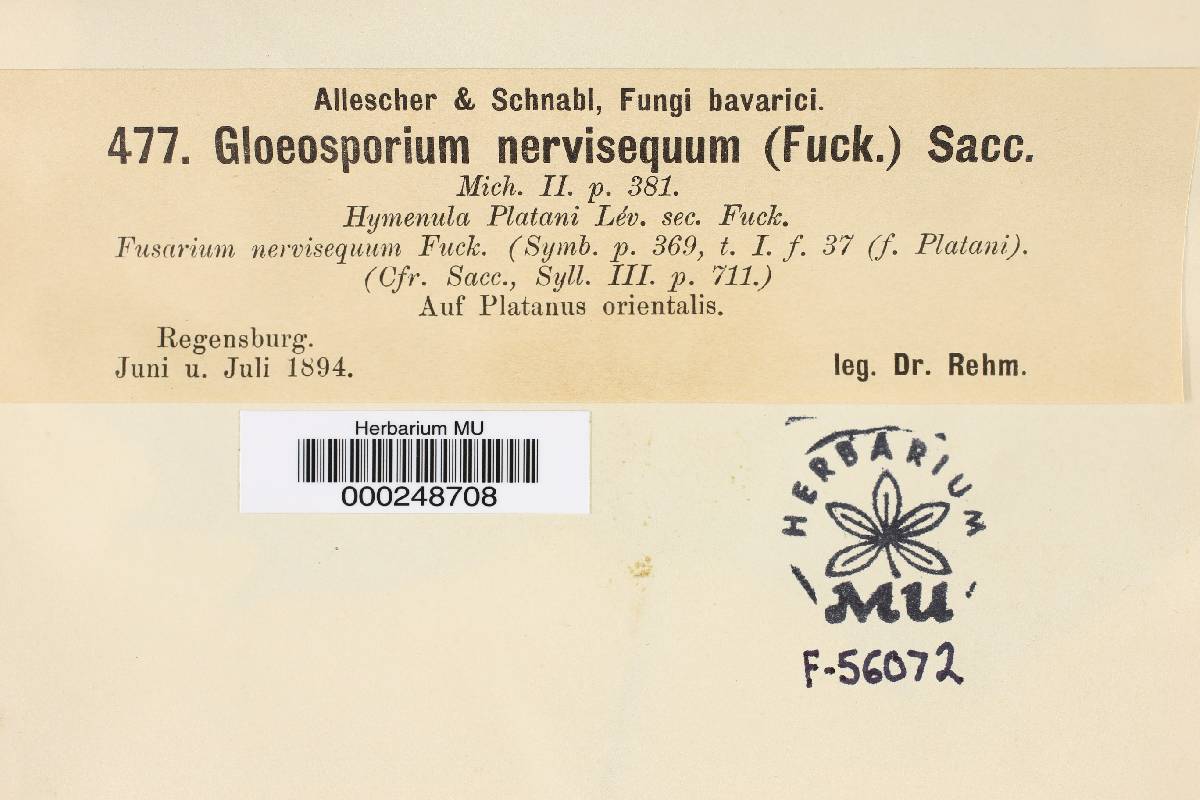 Allescher & Schnabl, Fungi bavarici.
477. Gloeosporium nervisequum (Fuck.) Sacc.
Mich. II. p. 381.
Hymenula Platani Lév. sec. Fuck.
Fusarium nervisequum Fuck. (Symb. p. 369, t. I. f. 37 (f. Platani).
(Cfr. Sacc., Syll. III. p. 711.)
Auf Platanus orientalis.
Regensburg.
Juni u. Juli 1894.
leg. Dr. Rehm.
Herbarium MU
000248708
HERBARIUM
MU
F-56072